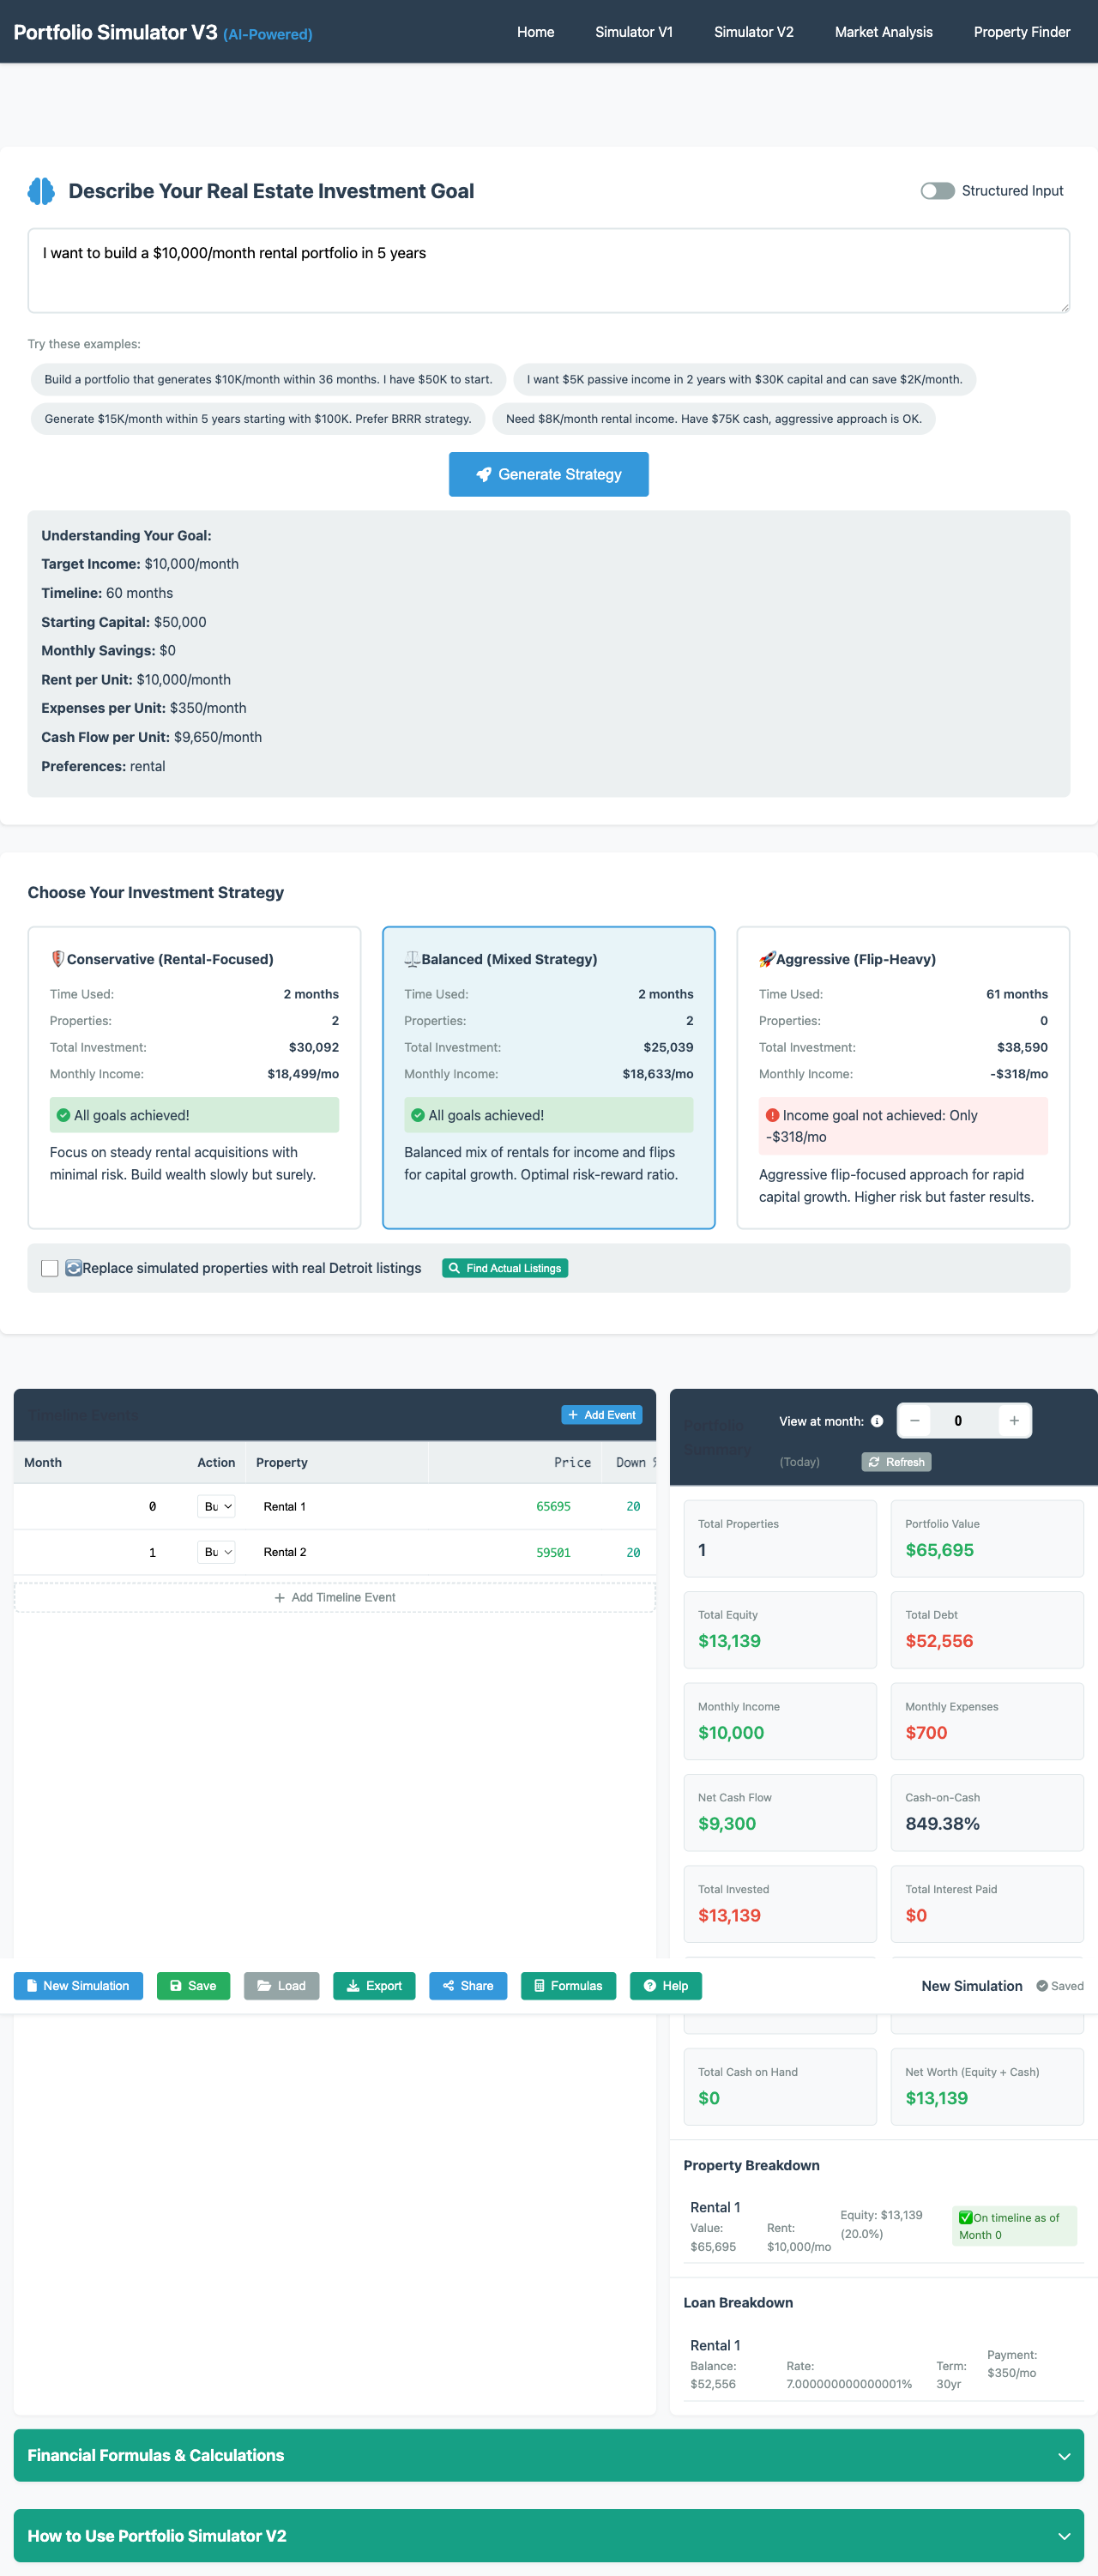 Portfolio Simulator V3 (AI-Powered)
Home
Simulator V1
Simulator V2
Market Analysis
Property Finder
Describe Your Real Estate Investment Goal
Structured Input
I want to build a $10,000/month rental portfolio in 5 years
Try these examples:
Build a portfolio that generates $10K/month within 36 months. I have $50K to start.
I want $5K passive income in 2 years with $30K capital and can save $2K/month.
Generate $15K/month within 5 years starting with $100K. Prefer BRRR strategy.
Need $8K/month rental income. Have $75K cash, aggressive approach is OK.
Generate Strategy
Understanding Your Goal:
Target Income: $10,000/month
Timeline: 60 months
Starting Capital: $50,000
Monthly Savings: $0
Rent per Unit: $10,000/month
Expenses per Unit: $350/month
Cash Flow per Unit: $9,650/month
Preferences: rental
Choose Your Investment Strategy
Conservative (Rental-Focused)
Time Used: 2 months
Properties: 2
Total Investment: $30,092
Monthly Income: $18,499/mo
All goals achieved!
Focus on steady rental acquisitions with
minimal risk. Build wealth slowly but surely.
Balanced (Mixed Strategy)
Time Used: 2 months
Properties: 2
Total Investment: $25,039
Monthly Income: $18,633/mo
All goals achieved!
Balanced mix of rentals for income and flips
for capital growth. Optimal risk-reward ratio.
Aggressive (Flip-Heavy)
Time Used: 61 months
Properties: 0
Total Investment: $38,590
Monthly Income: -$318/mo
Income goal not achieved: Only
-$318/mo
Aggressive flip-focused approach for rapid
capital growth. Higher risk but faster results.
Replace simulated properties with real Detroit listings
Find Actual Listings
Timeline Events
Add Event
Month Action Property Price Down %
0 Bu Rental 1 65695 20
1 Bu Rental 2 59501 20
Add Timeline Event
Portfolio
Summary
View at month:
0
(Today)
Refresh
Total Properties
1
Portfolio Value
$65,695
Total Equity
$13,139
Total Debt
$52,556
Monthly Income
$10,000
Monthly Expenses
$700
Net Cash Flow
$9,300
Cash-on-Cash
849.38%
Total Invested
$13,139
Total Interest Paid
$0
New Simulation
Save
Load
Export
Share
Formulas
Help
New Simulation
Saved
Total Cash on Hand
$0
Net Worth (Equity + Cash)
$13,139
Property Breakdown
Rental 1
Value:
$65,695
Rent:
$10,000/mo
Equity: $13,139
(20.0%)
On timeline as of
Month 0
Loan Breakdown
Rental 1
Balance:
$52,556
Rate:
7.000000000000001%
Term:
30yr
Payment:
$350/mo
Financial Formulas & Calculations
How to Use Portfolio Simulator V2